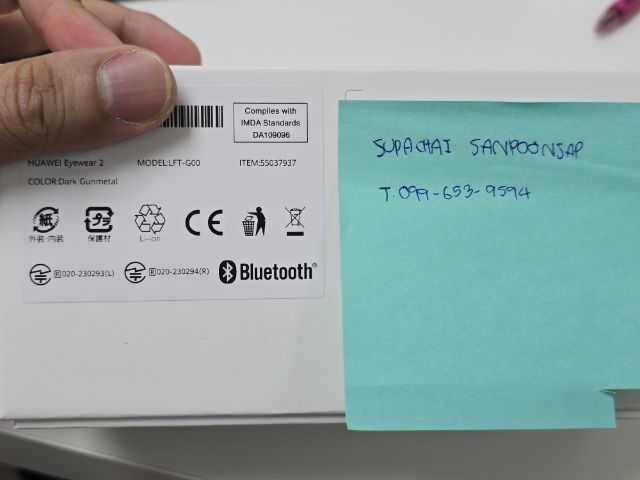 Complies with
IMDA Standards
DA109096
HUAWEI Eyewear 2 MODEL:LFT-G00 ITEM:55037937
COLOR:Dark Gunmetal
紙 プラ
外装・内装 保護材 Li-ion CE
R 020-230293(L) R 020-230294(R) Bluetooth®
SUPACHAI SANPOONSAP
T. 099-653-9594